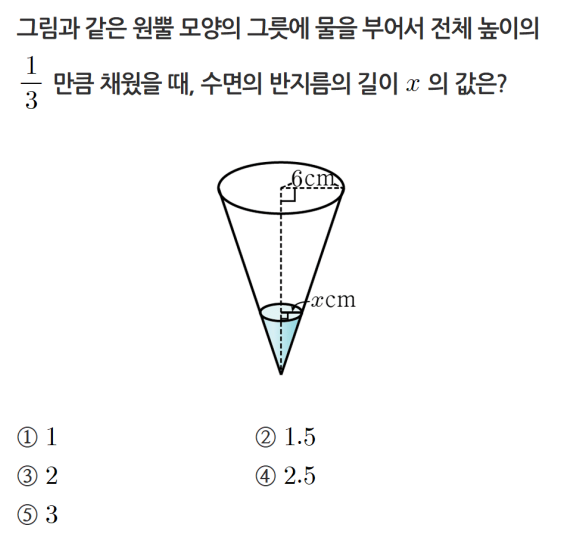 그림과 같은 원뿔 모양의 그릇에 물을 부어서 전체 높이의
1/3 만큼 채웠을 때, 수면의 반지름의 길이 x 의 값은?
6cm
xcm
① 1
② 1.5
③ 2
④ 2.5
⑤ 3